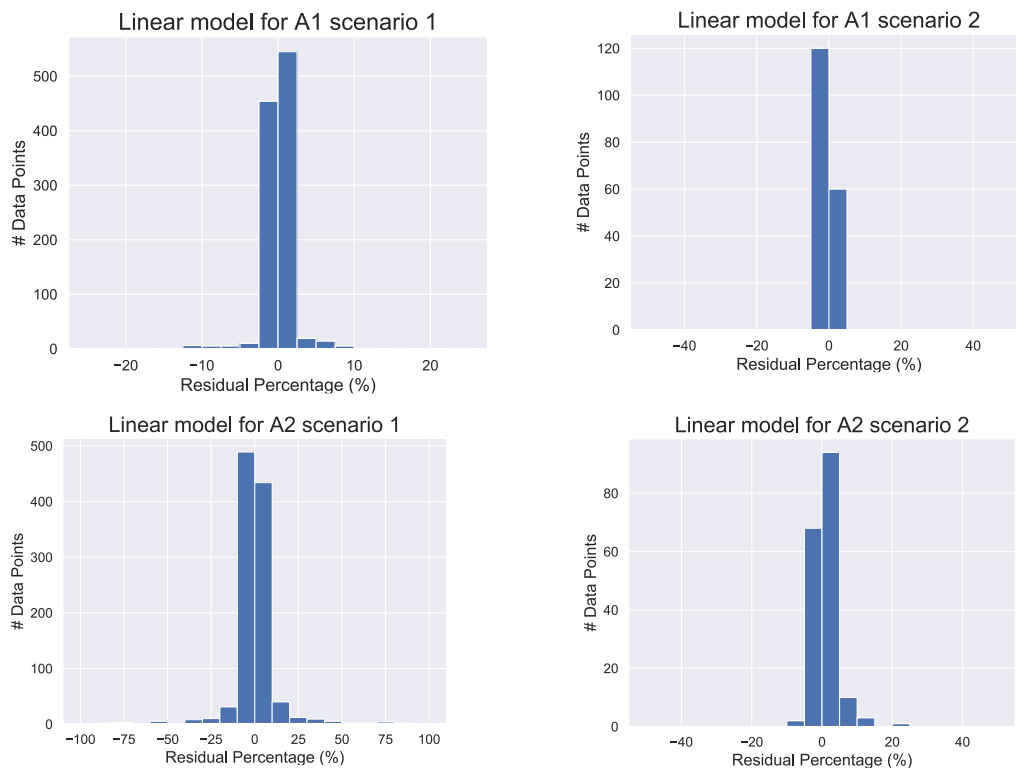 Linear model for A1 scenario 1
500
400
300
200
100
0
# Data Points
−20 −10 0 10 20
Residual Percentage (%)
Linear model for A1 scenario 2
120
100
80
60
40
20
0
# Data Points
−40 −20 0 20 40
Residual Percentage (%)
Linear model for A2 scenario 1
500
400
300
200
100
0
# Data Points
−100 −75 −50 −25 0 25 50 75 100
Residual Percentage (%)
Linear model for A2 scenario 2
80
60
40
20
0
# Data Points
−40 −20 0 20 40
Residual Percentage (%)